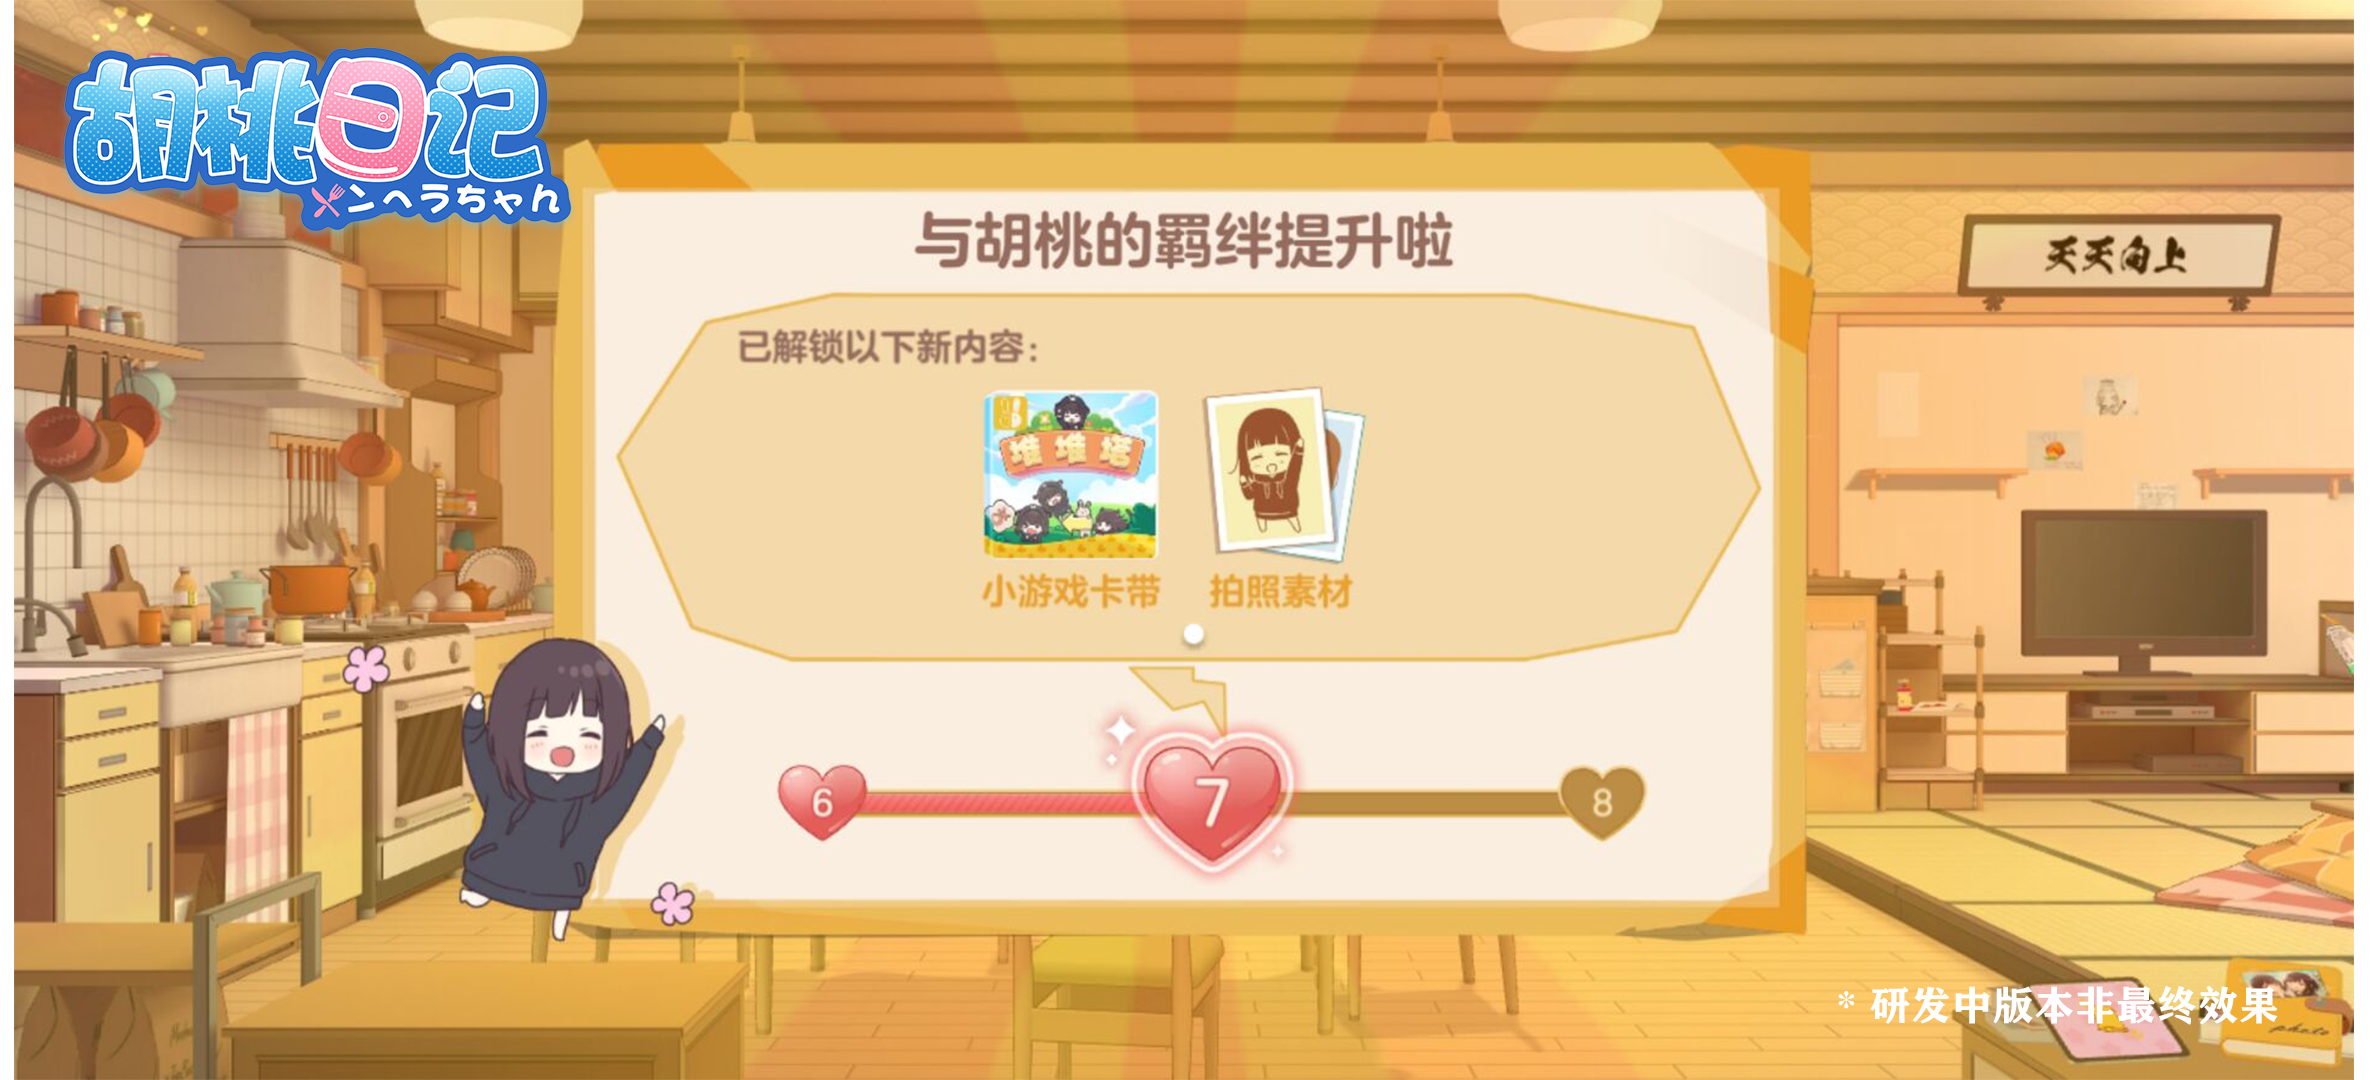 胡桃日记
メンヘラちゃん
与胡桃的羁绊提升啦
天天向上
已解锁以下新内容：
堆堆塔
小游戏卡带
拍照素材
6
7
8
* 研发中版本非最终效果
photo